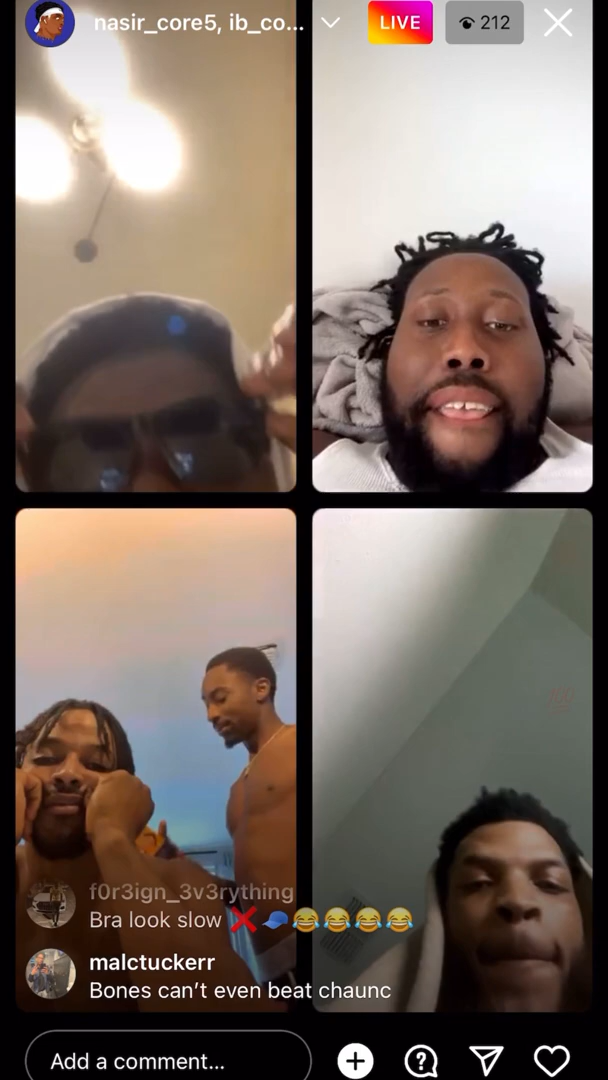 nasir_core5, ib_co...
LIVE
212
f0r3ign_3v3rything
Bra look slow ❌🧢😂😂😂😂
malctuckerr
Bones can't even beat chaunc
Add a comment...